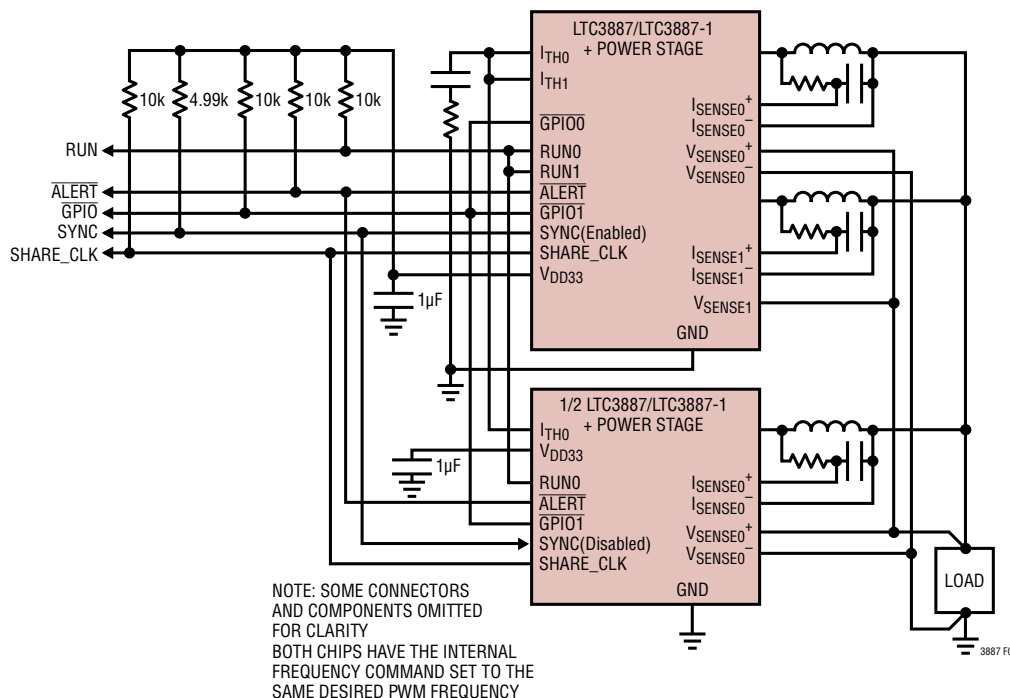 LTC3887/LTC3887-1
+ POWER STAGE
ITH0
ITH1
GPIO0
RUN0
RUN1
ALERT
GPIO1
SYNC(Enabled)
SHARE_CLK
VDD33
ISENSE0+
ISENSE0–
VSENSE0+
VSENSE0–
ISENSE1+
ISENSE1–
VSENSE1
GND
10k
4.99k
10k
10k
10k
RUN
ALERT
GPIO
SYNC
SHARE_CLK
1µF
1/2 LTC3887/LTC3887-1
+ POWER STAGE
ITH0
VDD33
1µF
RUN0
ALERT
GPIO1
SYNC(Disabled)
SHARE_CLK
ISENSE0+
ISENSE0–
VSENSE0+
VSENSE0–
GND
LOAD
NOTE: SOME CONNECTORS
AND COMPONENTS OMITTED
FOR CLARITY
BOTH CHIPS HAVE THE INTERNAL
FREQUENCY COMMAND SET TO THE
SAME DESIRED PWM FREQUENCY
3887